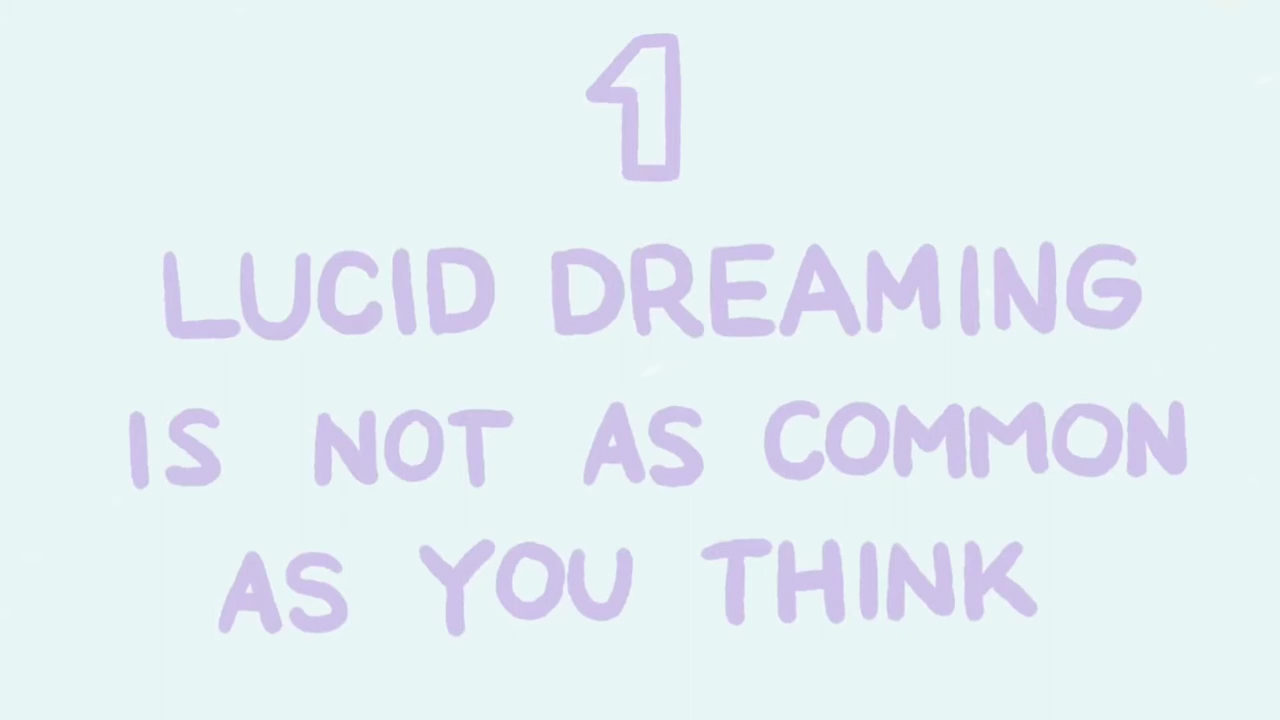 1
LUCID DREAMING
IS NOT AS COMMON
AS YOU THINK